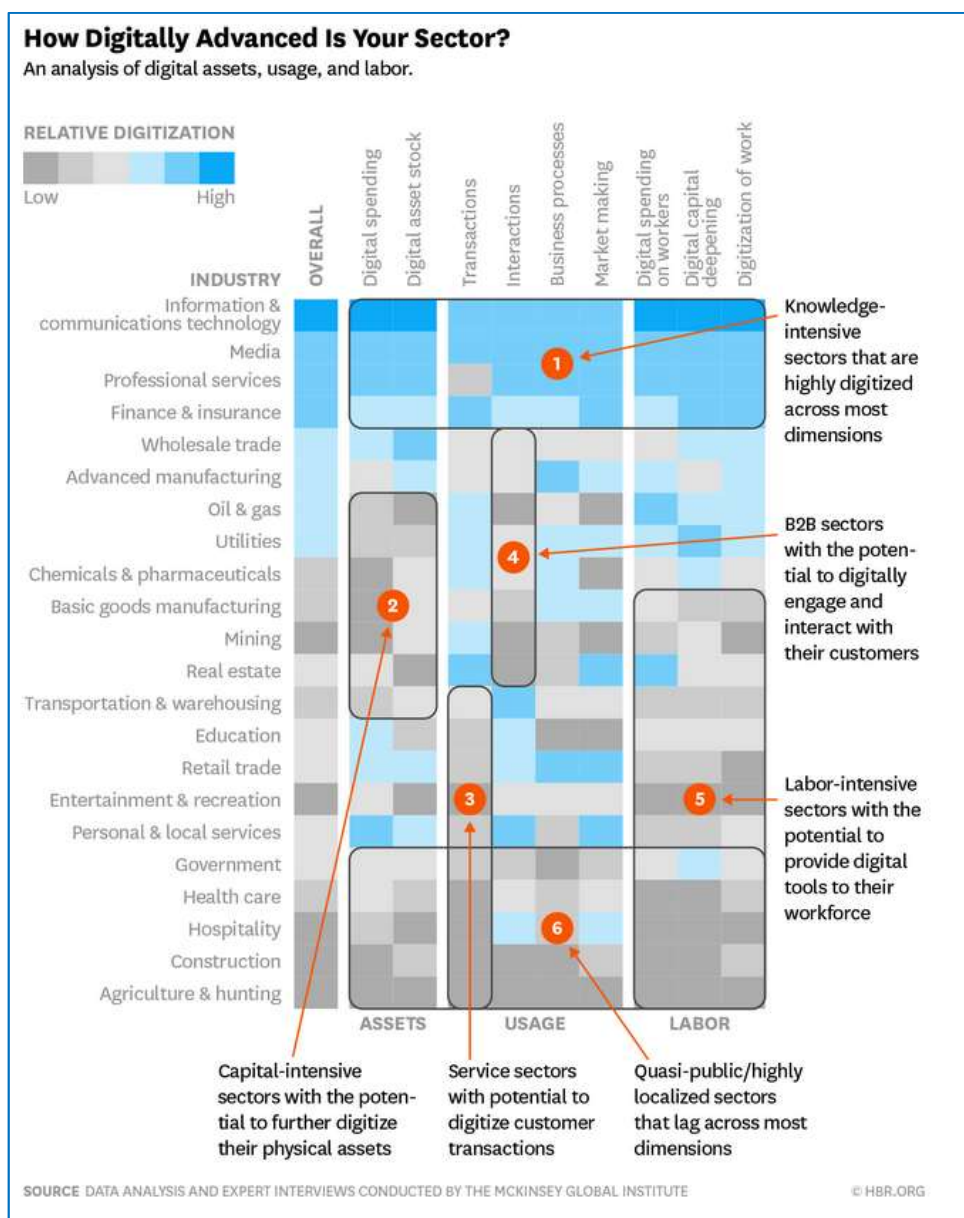 How Digitally Advanced Is Your Sector?
An analysis of digital assets, usage, and labor.
RELATIVE DIGITIZATION
Low High
INDUSTRY
OVERALL
Digital spending
Digital asset stock
Transactions
Interactions
Business processes
Market making
Digital spending
on workers
Digital capital
deepening
Digitization of work
Information &
communications technology
Media
Professional services
Finance & insurance
Wholesale trade
Advanced manufacturing
Oil & gas
Utilities
Chemicals & pharmaceuticals
Basic goods manufacturing
Mining
Real estate
Transportation & warehousing
Education
Retail trade
Entertainment & recreation
Personal & local services
Government
Health care
Hospitality
Construction
Agriculture & hunting
1
2
4
3
5
6
Knowledge-
intensive
sectors that are
highly digitized
across most
dimensions
B2B sectors
with the poten-
tial to digitally
engage and
interact with
their customers
Labor-intensive
sectors with the
potential to
provide digital
tools to their
workforce
ASSETS USAGE LABOR
Capital-intensive
sectors with the
poten-
tial to further digitize
their physical assets
Service sectors
with potential to
digitize customer
transactions
Quasi-public/highly
localized sectors
that lag across most
dimensions
SOURCE DATA ANALYSIS AND EXPERT INTERVIEWS CONDUCTED BY THE MCKINSEY GLOBAL INSTITUTE © HBR.ORG